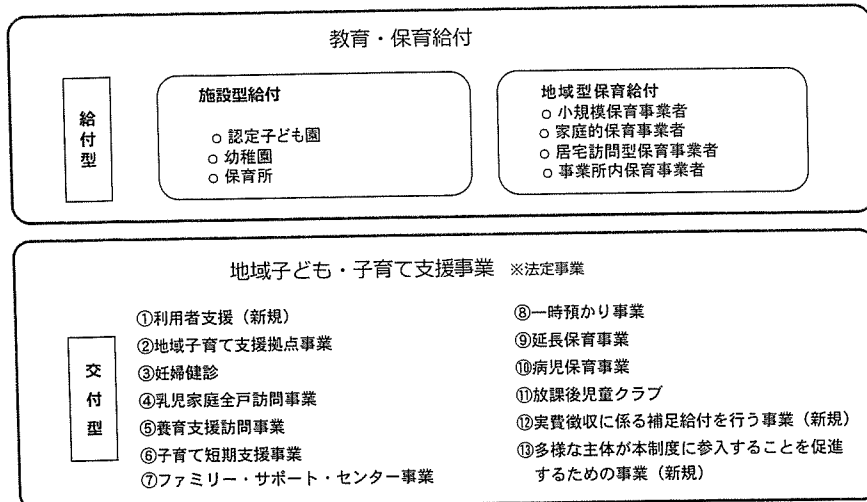 教育・保育給付
給付型
施設型給付
○ 認定子ども園
○ 幼稚園
○ 保育所
地域型保育給付
○ 小規模保育事業者
○ 家庭的保育事業者
○ 居宅訪問型保育事業者
○ 事業所内保育事業者
地域子ども・子育て支援事業 ※法定事業
交付型
①利用者支援（新規）
②地域子育て支援拠点事業
③妊婦健診
④乳児家庭全戸訪問事業
⑤養育支援訪問事業
⑥子育て短期支援事業
⑦ファミリー・サポート・センター事業
⑧一時預かり事業
⑨延長保育事業
⑩病児保育事業
⑪放課後児童クラブ
⑫実費徴収に係る補足給付を行う事業（新規）
⑬多様な主体が本制度に参入することを促進
するための事業（新規）